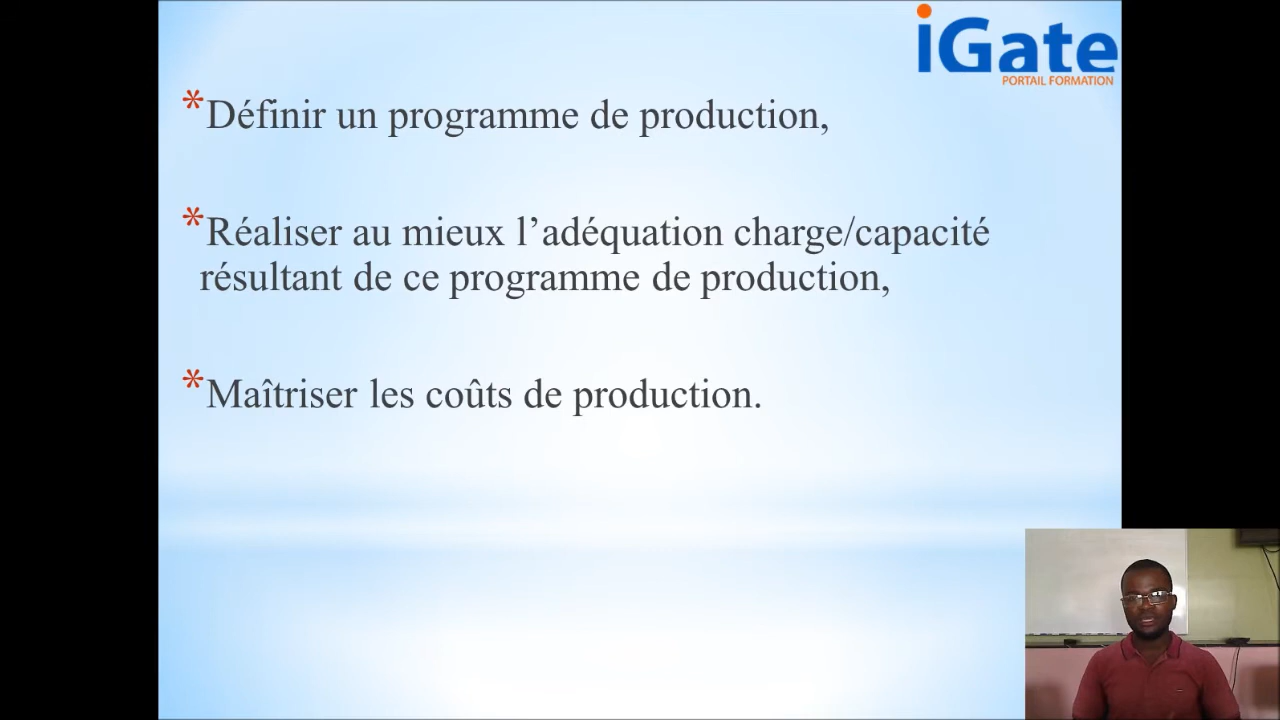 iGate
PORTAIL FORMATION
*Définir un programme de production,
*Réaliser au mieux l’adéquation charge/capacité
résultant de ce programme de production,
*Maîtriser les coûts de production.